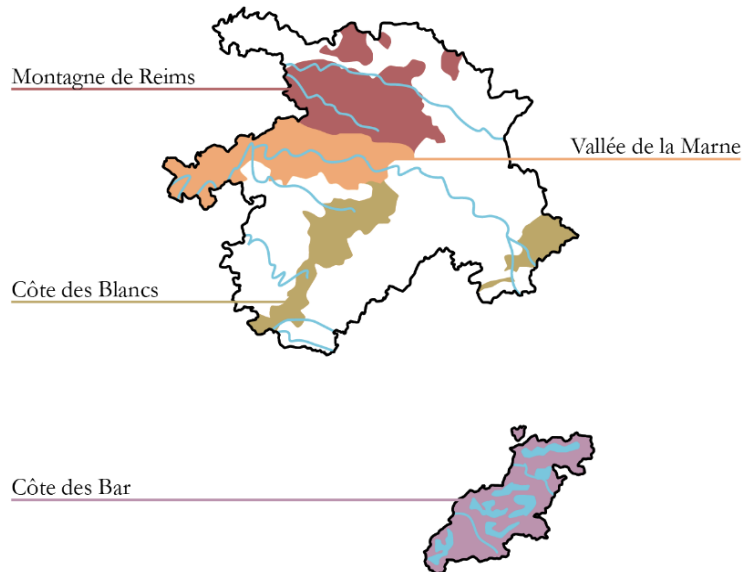 Montagne de Reims
Vallée de la Marne
Côte des Blancs
Côte des Bar